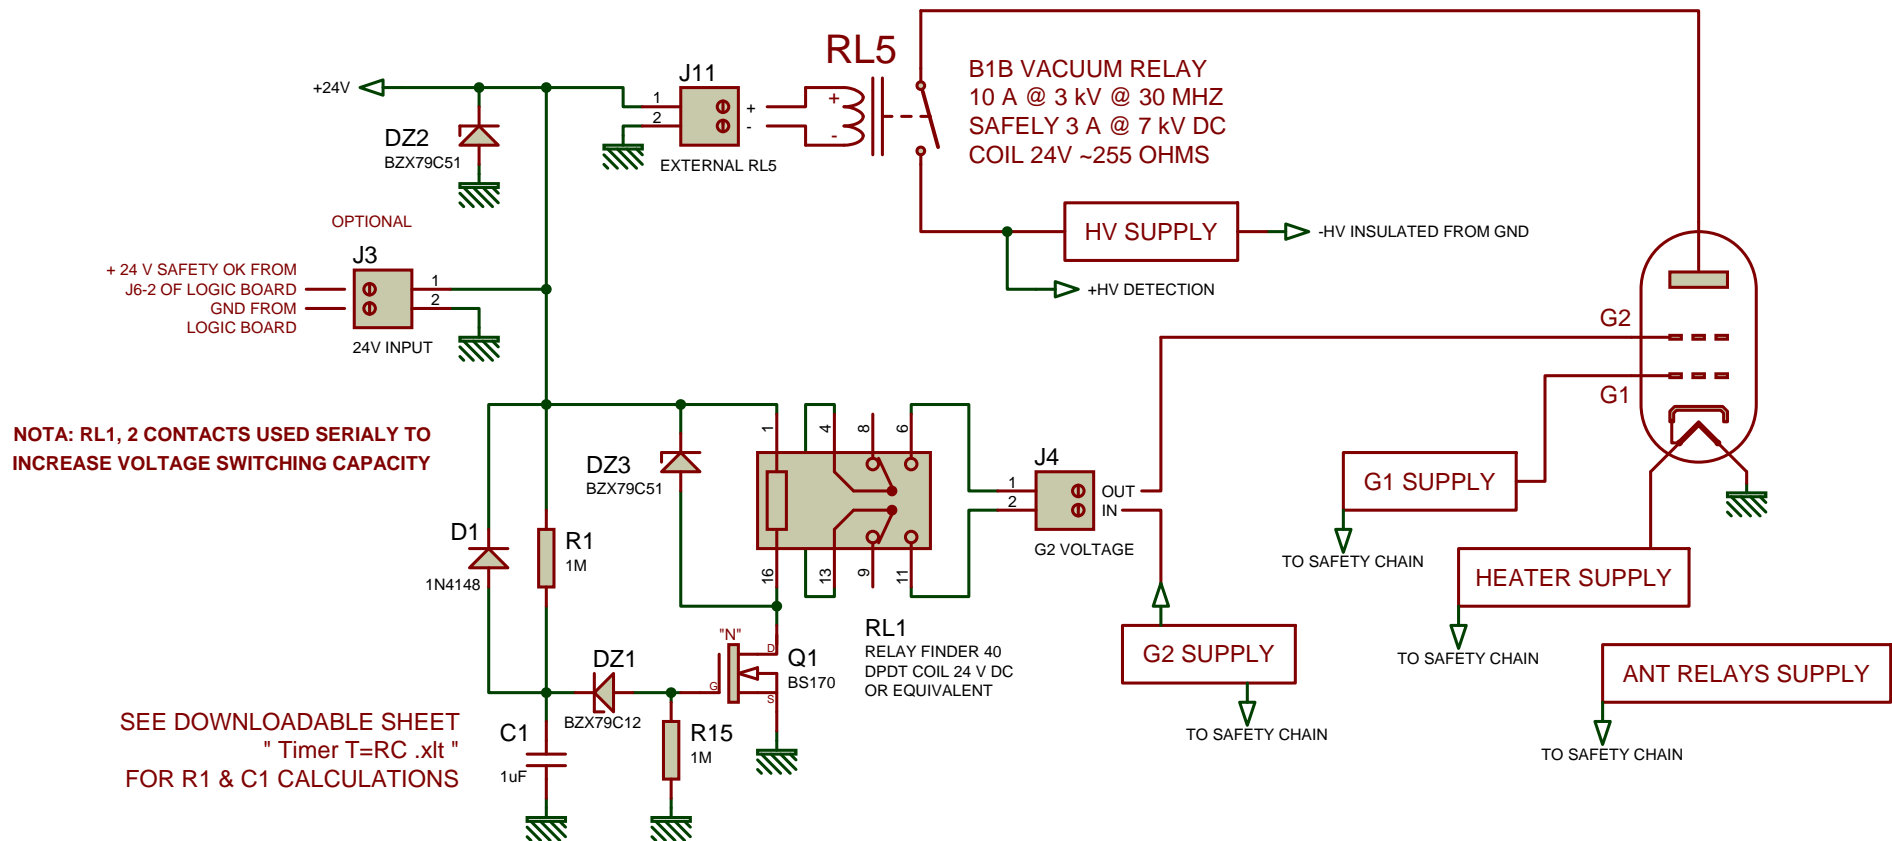 RL5
B1B VACUUM RELAY
10 A @ 3 kV @ 30 MHZ
SAFELY 3 A @ 7 kV DC
COIL 24V ~255 OHMS
+24V
DZ2
BZX79C51
J11
1
2
+
-
+
-
EXTERNAL RL5
HV SUPPLY
-HV INSULATED FROM GND
+HV DETECTION
OPTIONAL
J3
+ 24 V SAFETY OK FROM
J6-2 OF LOGIC BOARD
GND FROM
LOGIC BOARD
1
2
24V INPUT
G2
G1
NOTA: RL1, 2 CONTACTS USED SERIALY TO
INCREASE VOLTAGE SWITCHING CAPACITY
DZ3
BZX79C51
1
4
8
6
16
13
9
11
J4
1
2
OUT
IN
G2 VOLTAGE
G1 SUPPLY
TO SAFETY CHAIN
HEATER SUPPLY
TO SAFETY CHAIN
D1
1N4148
R1
1M
RL1
RELAY FINDER 40
DPDT COIL 24 V DC
OR EQUIVALENT
G2 SUPPLY
TO SAFETY CHAIN
ANT RELAYS SUPPLY
TO SAFETY CHAIN
"N"
D
G
S
Q1
BS170
DZ1
BZX79C12
R15
1M
C1
1uF
SEE DOWNLOADABLE SHEET
" Timer T=RC .xlt "
FOR R1 & C1 CALCULATIONS